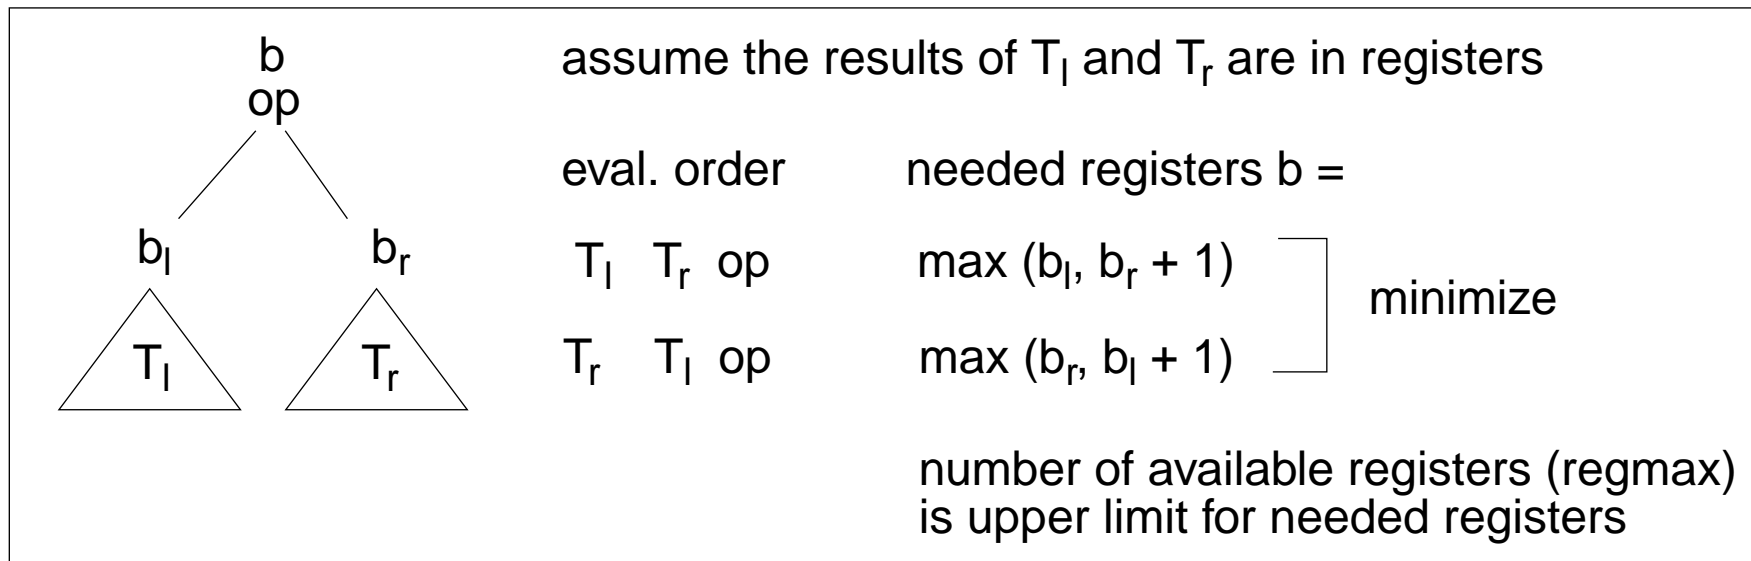 b
op
assume the results of T_l and T_r are in registers
eval. order needed registers b =
b_l b_r
T_l T_r op max (b_l, b_r + 1)
minimize
T_l T_r
T_r T_l op max (b_r, b_l + 1)
number of available registers (regmax)
is upper limit for needed registers